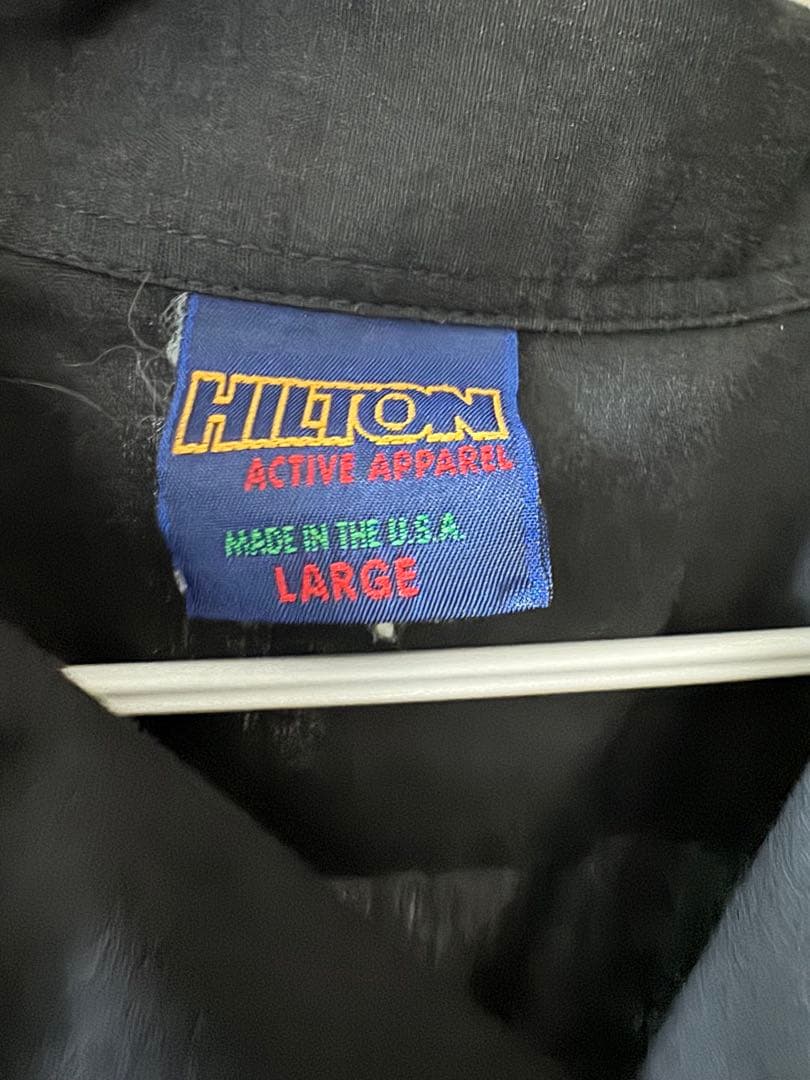 HILTON
ACTIVE APPAREL
MADE IN THE U.S.A.
LARGE